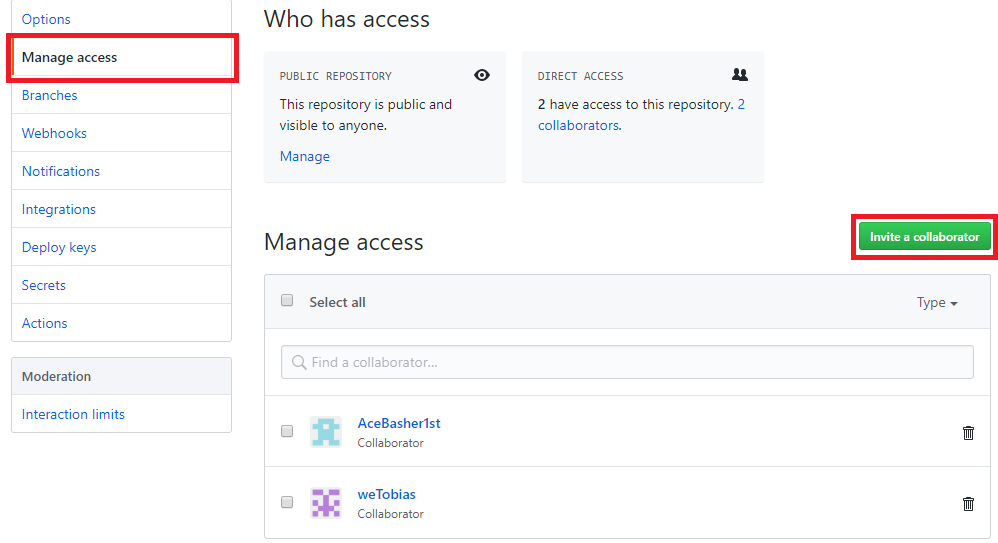 Options
Manage access
Branches
Webhooks
Notifications
Integrations
Deploy keys
Secrets
Actions
Moderation
Interaction limits
Who has access
PUBLIC REPOSITORY
This repository is public and
visible to anyone.
Manage
DIRECT ACCESS
2 have access to this repository. 2
collaborators.
Manage access
Invite a collaborator
Select all
Type
Find a collaborator...
AceBasher1st
Collaborator
weTobias
Collaborator